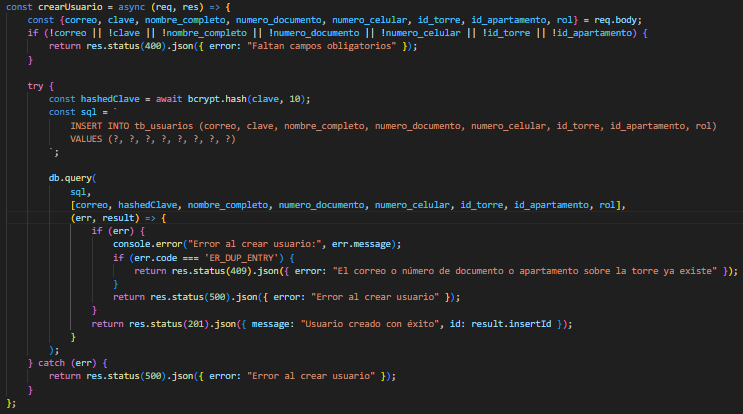 const crearUsuario = async (req, res) => {
    const {correo, clave, nombre_completo, numero_documento, numero_celular, id_torre, id_apartamento, rol} = req.body;
    if (!correo || !clave || !nombre_completo || !numero_documento || !numero_celular || !id_torre || !id_apartamento) {
        return res.status(400).json({ error: "Faltan campos obligatorios" });
    }

    try {
        const hashedClave = await bcrypt.hash(clave, 10);
        const sql = `
            INSERT INTO tb_usuarios (correo, clave, nombre_completo, numero_documento, numero_celular, id_torre, id_apartamento, rol)
            VALUES (?, ?, ?, ?, ?, ?, ?, ?)
        `;

        db.query(
            sql,
            [correo, hashedClave, nombre_completo, numero_documento, numero_celular, id_torre, id_apartamento, rol],
            (err, result) => {
                if (err) {
                    console.error("Error al crear usuario:", err.message);
                    if (err.code === 'ER_DUP_ENTRY') {
                        return res.status(409).json({ error: "El correo o número de documento o apartamento sobre la torre ya existe" });
                    }
                    return res.status(500).json({ error: "Error al crear usuario" });
                }
                return res.status(201).json({ message: "Usuario creado con éxito", id: result.insertId });
            }
        );
    } catch (err) {
        return res.status(500).json({ error: "Error al crear usuario" });
    }
};